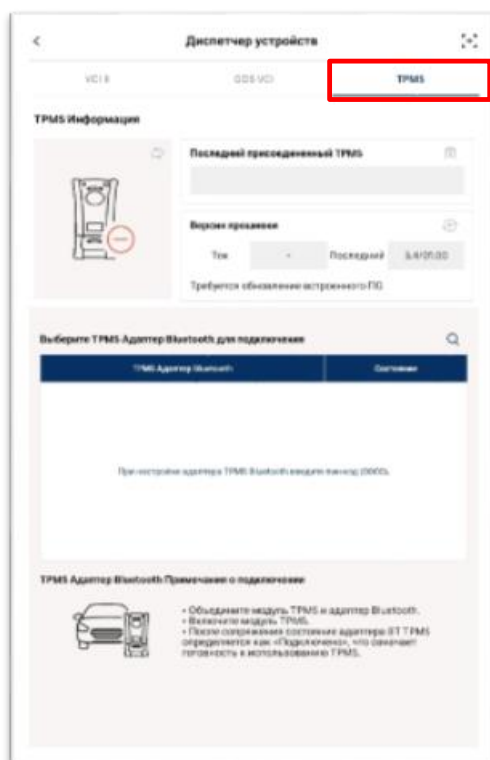 Диспетчер устройств
VCI II
GDS VCI
TPMS
TPMS Информация
Последний присоединенный TPMS
Версия прошивки
Ток
-
Последний
Требуется обновление встроенного ПО
Выберите TPMS Адаптер Bluetooth для подключения
TPMS Адаптер Bluetooth
Состояние
При настройке адаптера TPMS Bluetooth введите пин-код (0000).
TPMS Адаптер Bluetooth Примечание о подключении
• Объедините модуль TPMS и адаптер Bluetooth.
• Включите модуль TPMS.
• После сопряжения состояние адаптера BT TPMS
определяется как «Подключено», что означает
готовность к использованию TPMS.